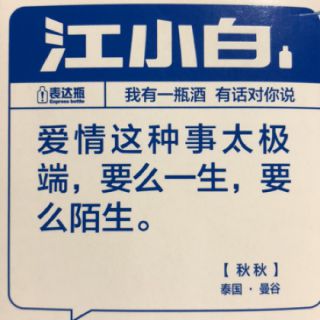 江小白
表达瓶
Express bottle
我有一瓶酒 有话对你说
爱情这种事太极
端，要么一生，要
么陌生。
【秋秋】
泰国·曼谷